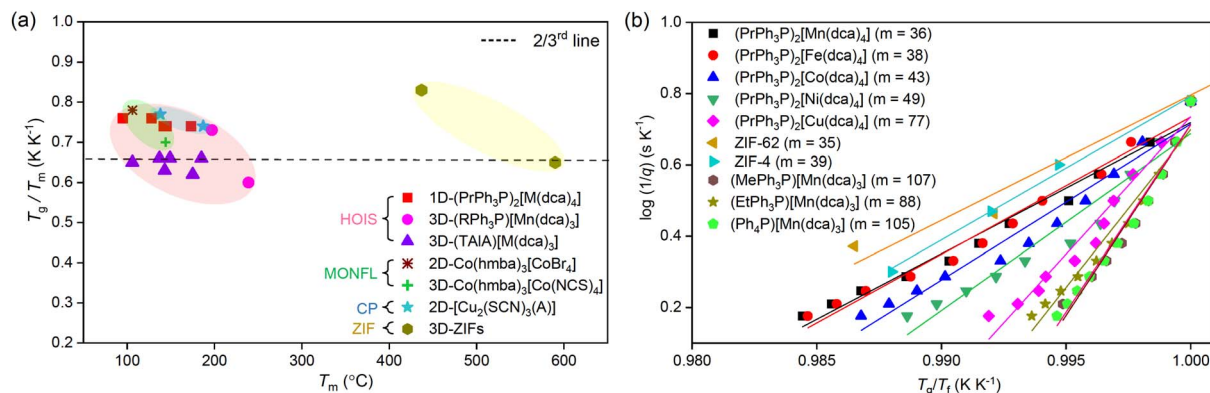 (a)
1.0
0.9
0.8
0.7
0.6
0.5
0.4
0.3
0.2
Tg / Tm (K K-1)
2/3rd line
HOIS
1D-(PrPh3P)2[M(dca)4]
3D-(RPh3P)[Mn(dca)3]
3D-(TAIA)[M(dca)3]
MONFL
2D-Co(hmba)3[CoBr4]
3D-Co(hmba)3[Co(NCS)4]
CP
2D-[Cu2(SCN)3(A)]
ZIF
3D-ZIFs
100 200 300 400 500 600
Tm (°C)
(b)
1.0
0.8
0.6
0.4
0.2
log (1/q) (s K-1)
(PrPh3P)2[Mn(dca)4] (m = 36)
(PrPh3P)2[Fe(dca)4] (m = 38)
(PrPh3P)2[Co(dca)4] (m = 43)
(PrPh3P)2[Ni(dca)4] (m = 49)
(PrPh3P)2[Cu(dca)4] (m = 77)
ZIF-62 (m = 35)
ZIF-4 (m = 39)
(MePh3P)[Mn(dca)3] (m = 107)
(EtPh3P)[Mn(dca)3] (m = 88)
(Ph4P)[Mn(dca)3] (m = 105)
0.980 0.985 0.990 0.995 1.000
Tg/Tf (K K-1)